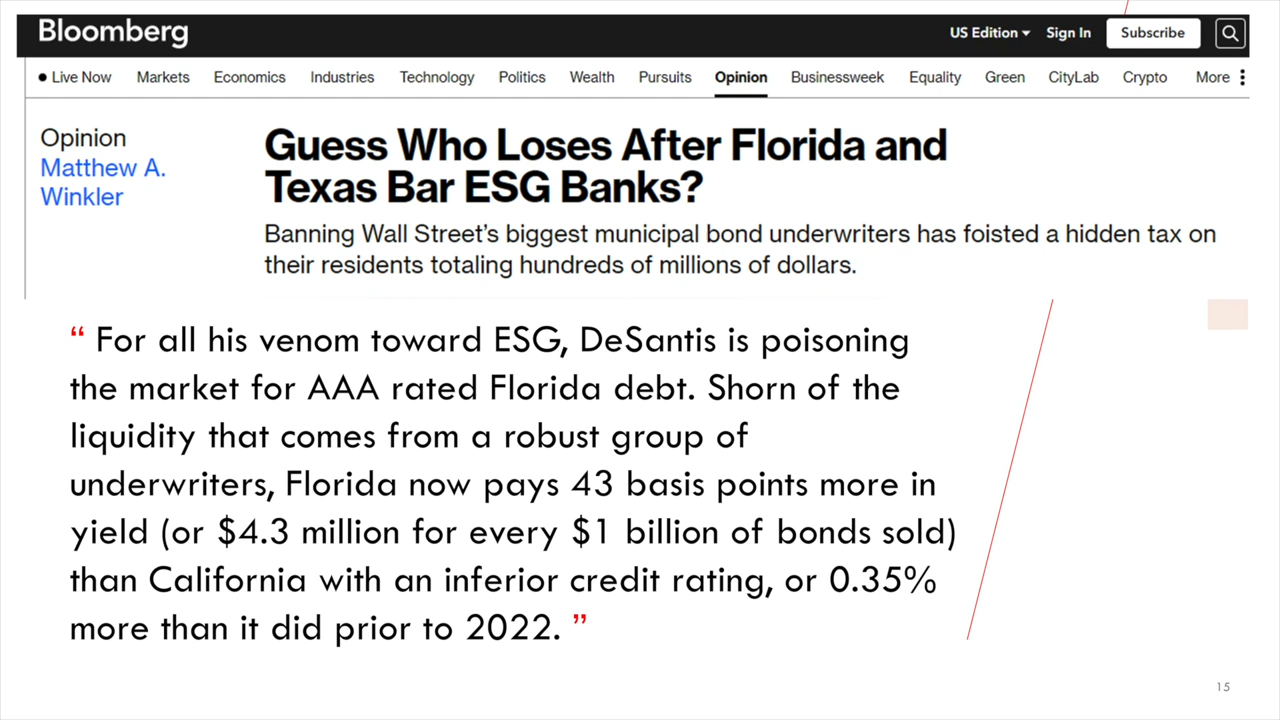 Bloomberg
US Edition Sign In Subscribe
Live Now Markets Economics Industries Technology Politics Wealth Pursuits Opinion Businessweek Equality Green CityLab Crypto More
Opinion
Matthew A.
Winkler
Guess Who Loses After Florida and
Texas Bar ESG Banks?
Banning Wall Street's biggest municipal bond underwriters has foisted a hidden tax on
their residents totaling hundreds of millions of dollars.
“ For all his venom toward ESG, DeSantis is poisoning
the market for AAA rated Florida debt. Shorn of the
liquidity that comes from a robust group of
underwriters, Florida now pays 43 basis points more in
yield (or $4.3 million for every $1 billion of bonds sold)
than California with an inferior credit rating, or 0.35%
more than it did prior to 2022. ”
15